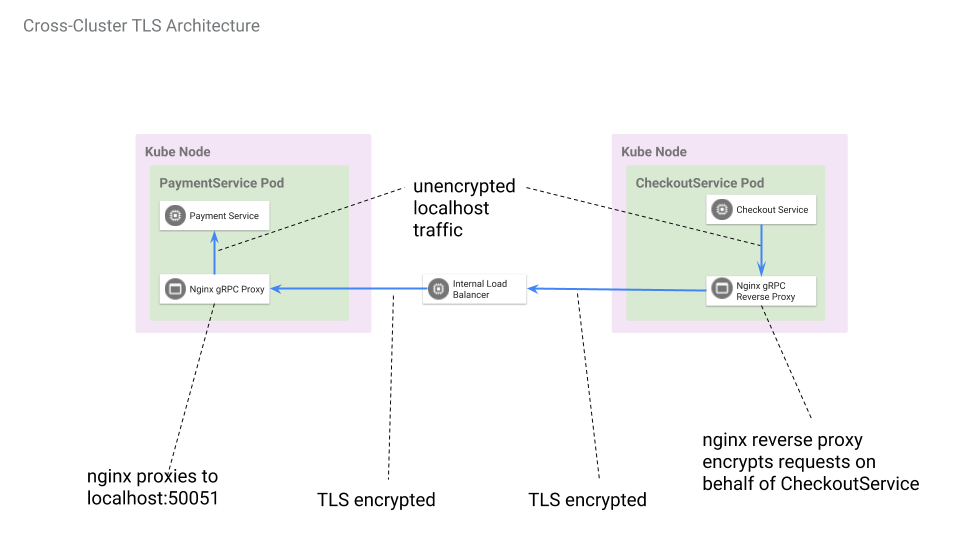 Cross-Cluster TLS Architecture
Kube Node
PaymentService Pod
Payment Service
Nginx gRPC Proxy
unencrypted
localhost
traffic
Internal Load
Balancer
Kube Node
CheckoutService Pod
Checkout Service
Nginx gRPC
Reverse Proxy
nginx proxies to
localhost:50051
TLS encrypted
TLS encrypted
nginx reverse proxy
encrypts requests on
behalf of CheckoutService